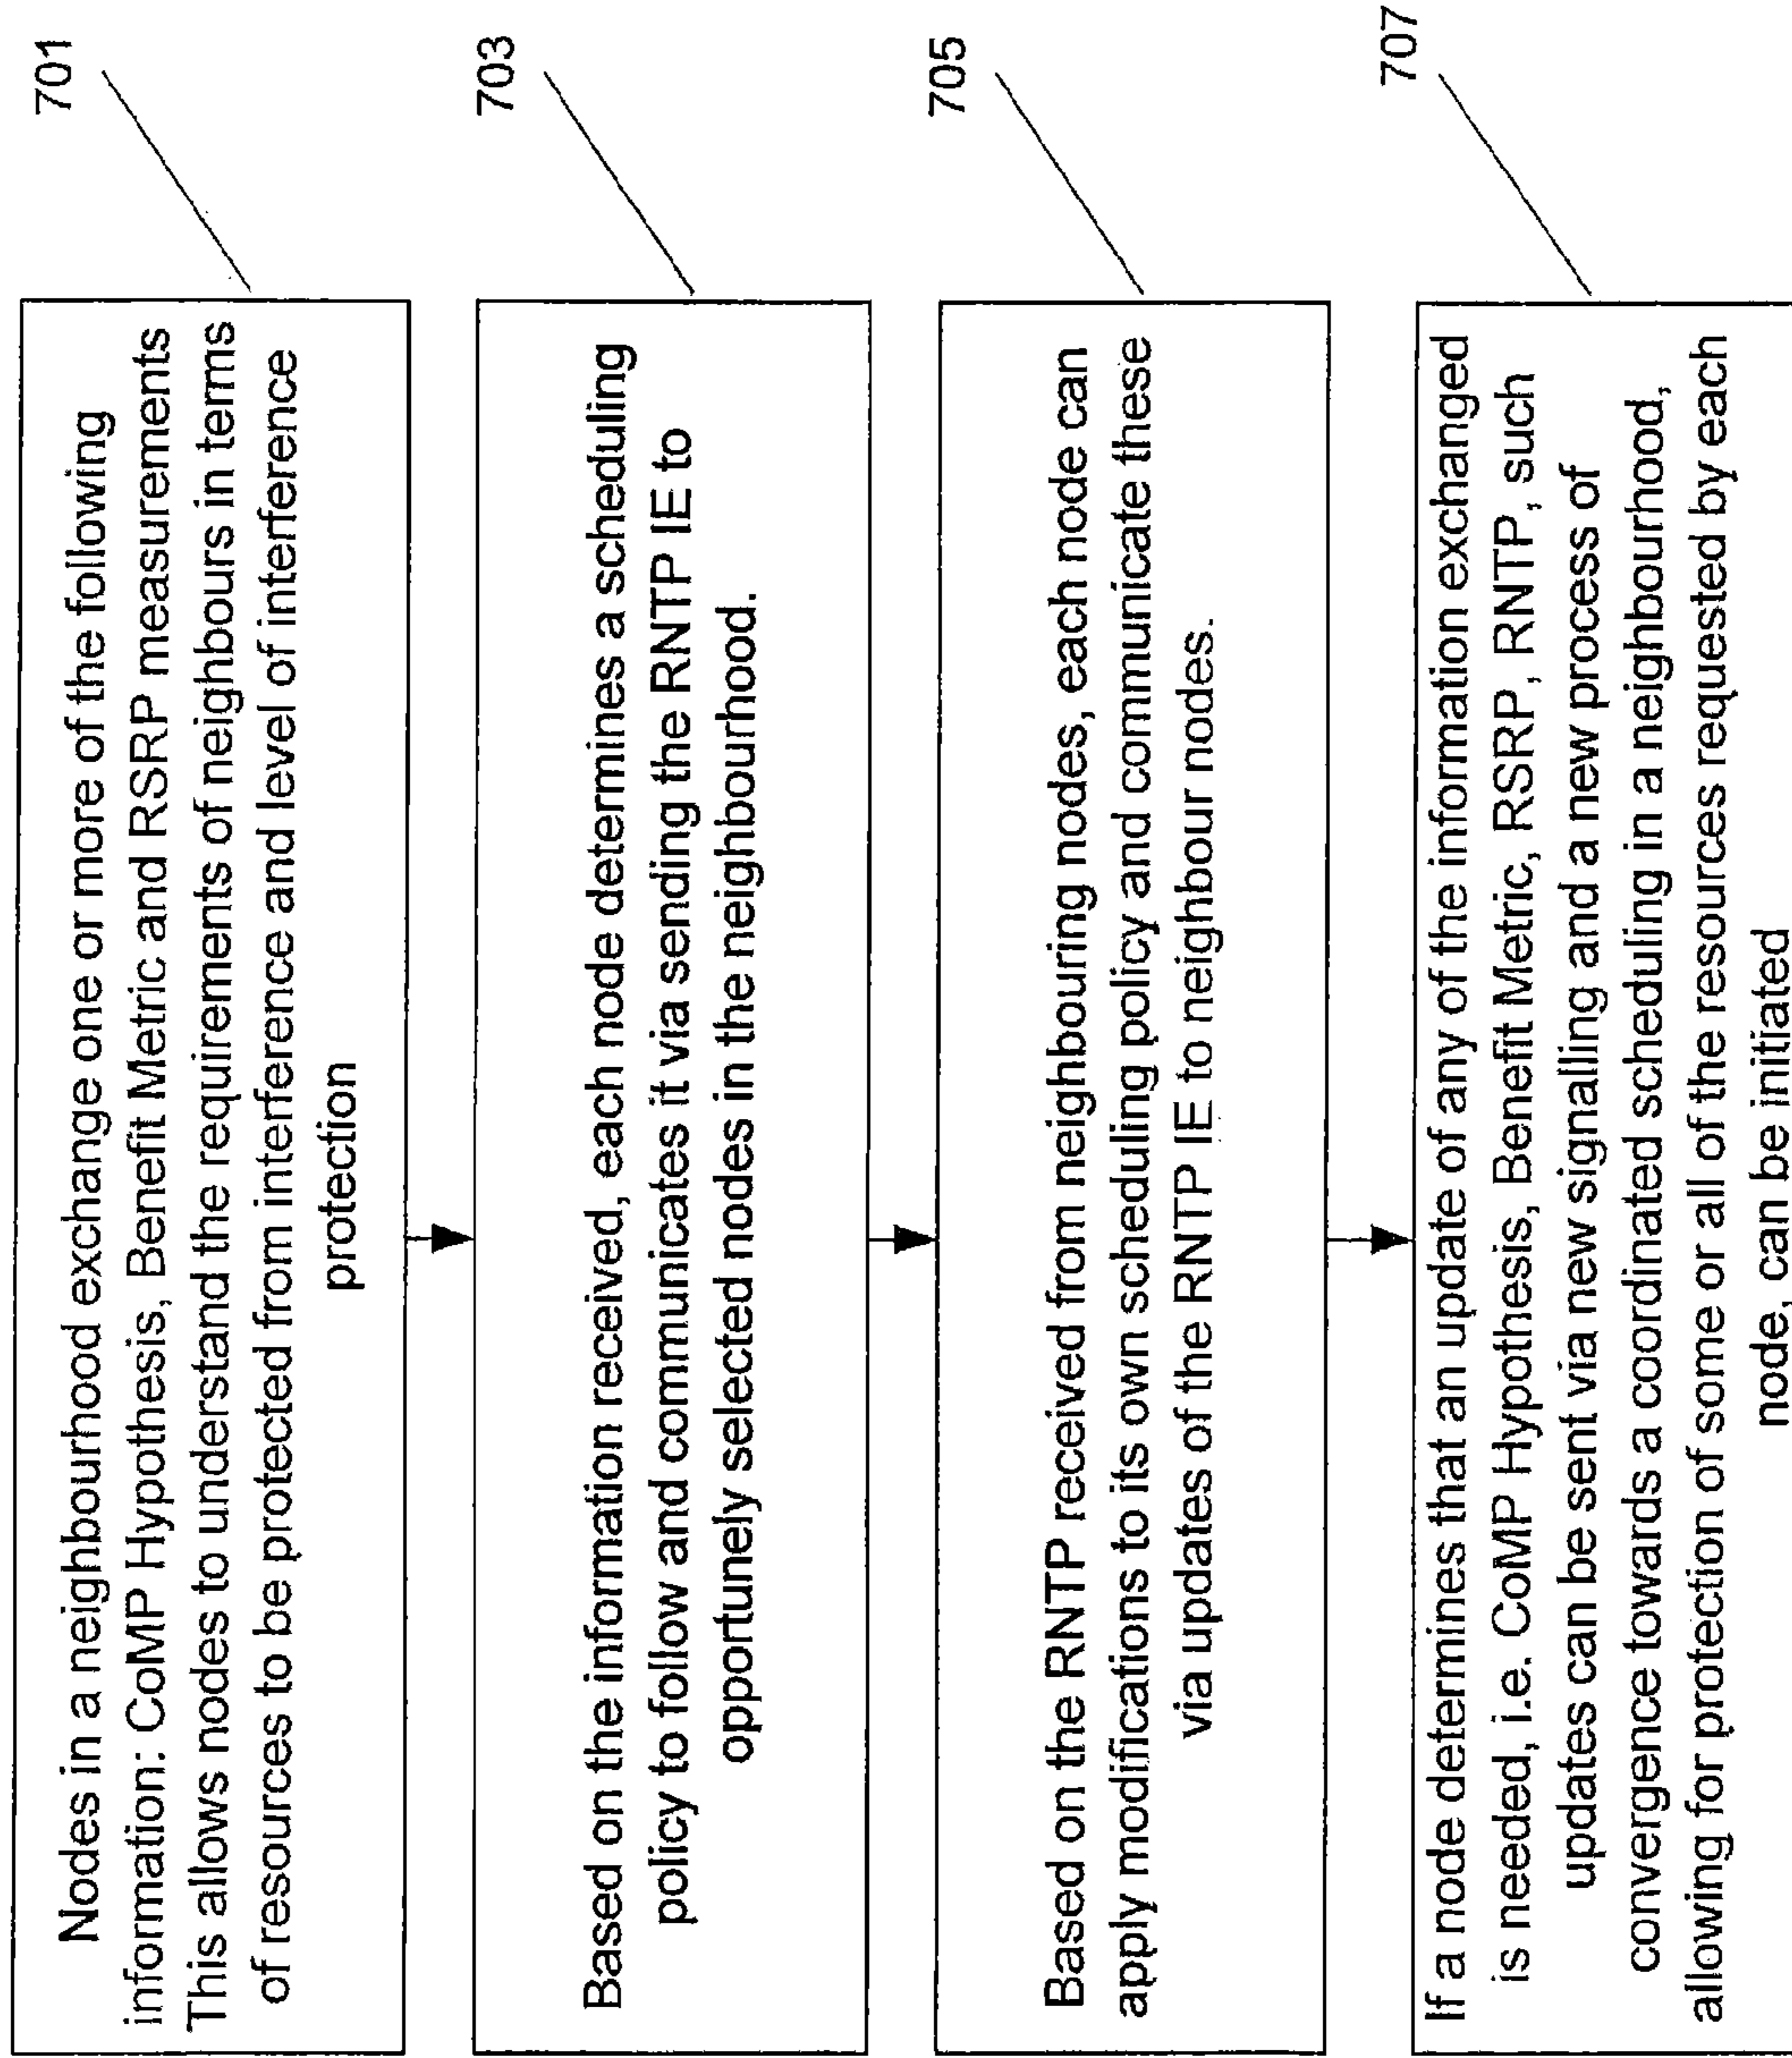 701
Nodes in a neighbourhood exchange one or more of the following
information: CoMP Hypothesis, Benefit Metric and RSRP measurements
This allows nodes to understand the requirements of neighbours in terms
of resources to be protected from interference and level of interference
protection
703
Based on the information received, each node determines a scheduling
policy to follow and communicates it via sending the RNTP IE to
opportunely selected nodes in the neighbourhood.
705
Based on the RNTP received from neighbouring nodes, each node can
apply modifications to its own scheduling policy and communicate these
via updates of the RNTP IE to neighbour nodes.
707
If a node determines that an update of any of the information exchanged
is needed, i.e. CoMP Hypothesis, Benefit Metric, RSRP, RNTP, such
updates can be sent via new signalling and a new process of
convergence towards a coordinated scheduling in a neighbourhood,
allowing for protection of some or all of the resources requested by each
node, can be initiated